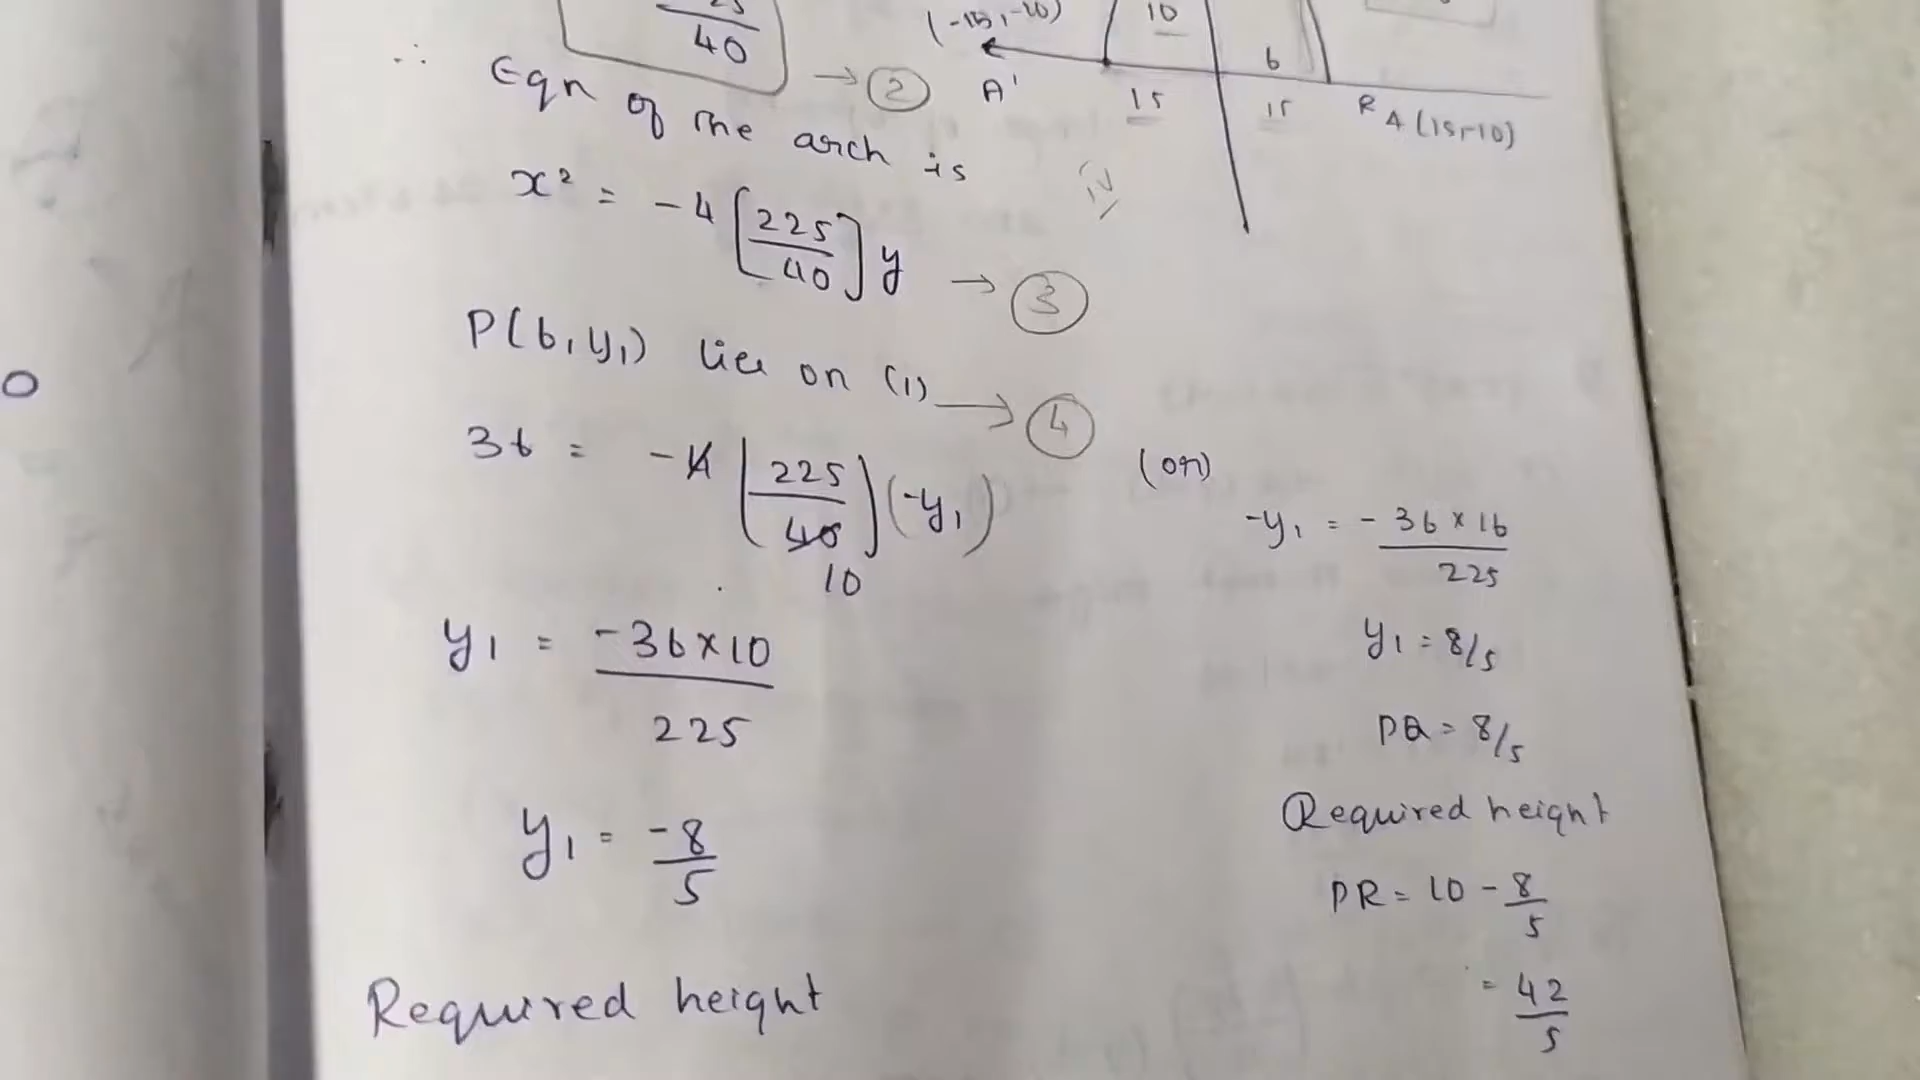 40
(-15,-10)
10
6
A'
15
15
R A (15,-10)
→ ②
∴ Eqn of the arch is
x² = -4 [225/40] y → ③
P(6, y₁) lies on (1) → ④
36 = -4 (225/40) (-y₁)
10
y₁ = -36×10/225
y₁ = -8/5
Required height
(or)
-y₁ = -36×16/225
y₁ = 8/5
PQ = 8/5
Required height
PR = 10 - 8/5
= 42/5